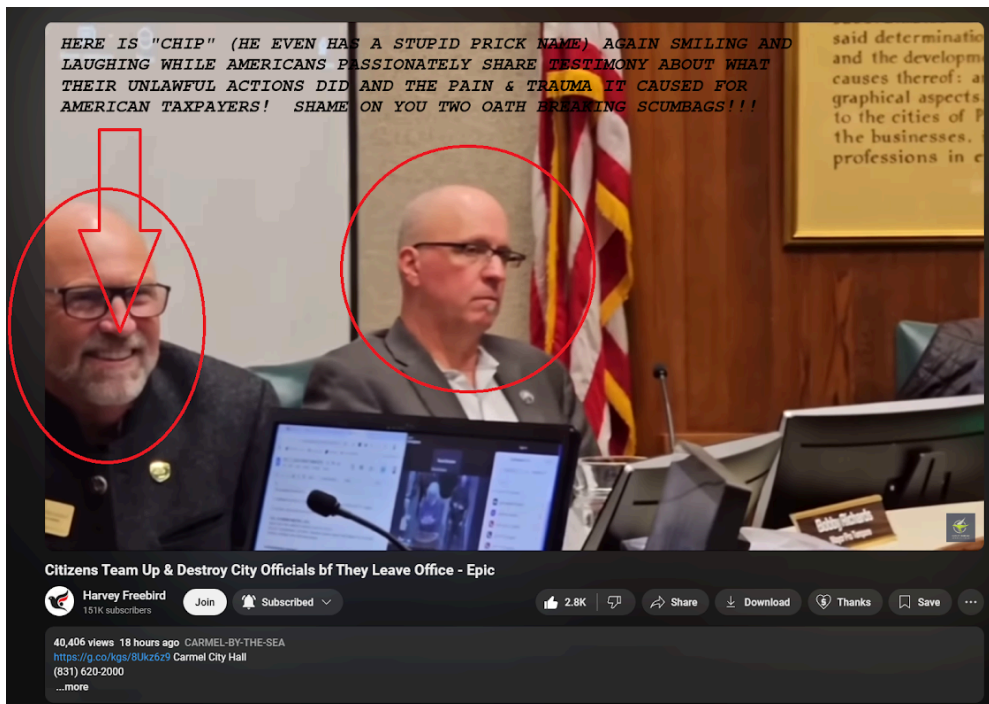 HERE IS "CHIP" (HE EVEN HAS A STUPID PRICK NAME) AGAIN SMILING AND
LAUGHING WHILE AMERICANS PASSIONATELY SHARE TESTIMONY ABOUT WHAT
THEIR UNLAWFUL ACTIONS DID AND THE PAIN & TRAUMA IT CAUSED FOR
AMERICAN TAXPAYERS!  SHAME ON YOU TWO OATH BREAKING SCUMBAGS!!!
said determinatio
and the developm
causes thereof: a
graphical aspects.
to the cities of P
the businesses,
professions in e
Bobby Richards
Mayor Pro Tempore
Citizens Team Up & Destroy City Officials bf They Leave Office - Epic
Harvey Freebird
151K subscribers
Join
Subscribed
2.8K
Share
Download
Thanks
Save
40,406 views 18 hours ago CARMEL-BY-THE-SEA
https://g.co/kgs/8Ukz6z9 Carmel City Hall
(831) 620-2000
...more